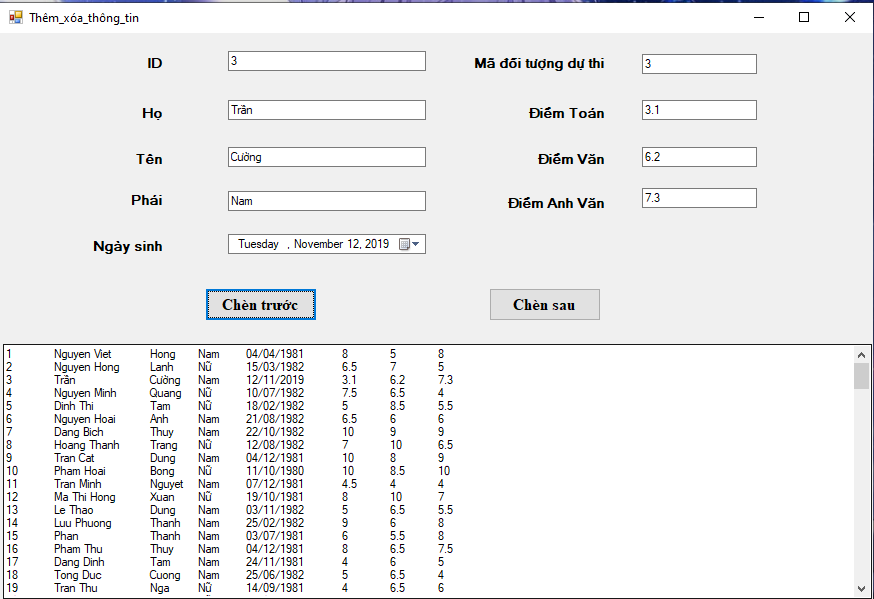 Thêm_xóa_thông_tin
ID 3 Mã đối tượng dự thi 3
Họ Trần Điểm Toán 3.1
Tên Cường Điểm Văn 6.2
Phái Nam Điểm Anh Văn 7.3
Ngày sinh Tuesday , November 12, 2019
Chèn trước Chèn sau
1 Nguyen Viet Hong Nam 04/04/1981 8 5 8
2 Nguyen Hong Lanh Nữ 15/03/1982 6.5 7 5
3 Trần Cường Nam 12/11/2019 3.1 6.2 7.3
4 Nguyen Minh Quang Nữ 10/07/1982 7.5 6.5 4
5 Dinh Thi Tam Nữ 18/02/1982 5 8.5 5.5
6 Nguyen Hoai Anh Nam 21/08/1982 6.5 6 6
7 Dang Bich Thuy Nam 22/10/1982 10 9 9
8 Hoang Thanh Trang Nữ 12/08/1982 7 10 6.5
9 Tran Cat Dung Nam 04/12/1981 10 8 9
10 Pham Hoai Bong Nữ 11/10/1980 10 8.5 10
11 Tran Minh Nguyet Nam 07/12/1981 4.5 4 4
12 Ma Thi Hong Xuan Nữ 19/10/1981 8 10 7
13 Le Thao Dung Nam 03/11/1982 5 6.5 5.5
14 Luu Phuong Thanh Nam 25/02/1982 9 6 8
15 Phan Thanh Nam 03/07/1981 6 5.5 8
16 Pham Thu Thuy Nam 04/12/1981 8 6.5 7.5
17 Dang Dinh Tam Nam 24/11/1981 4 6 5
18 Tong Duc Cuong Nam 25/06/1982 5 6.5 4
19 Tran Thu Nga Nữ 14/09/1981 4 6.5 6